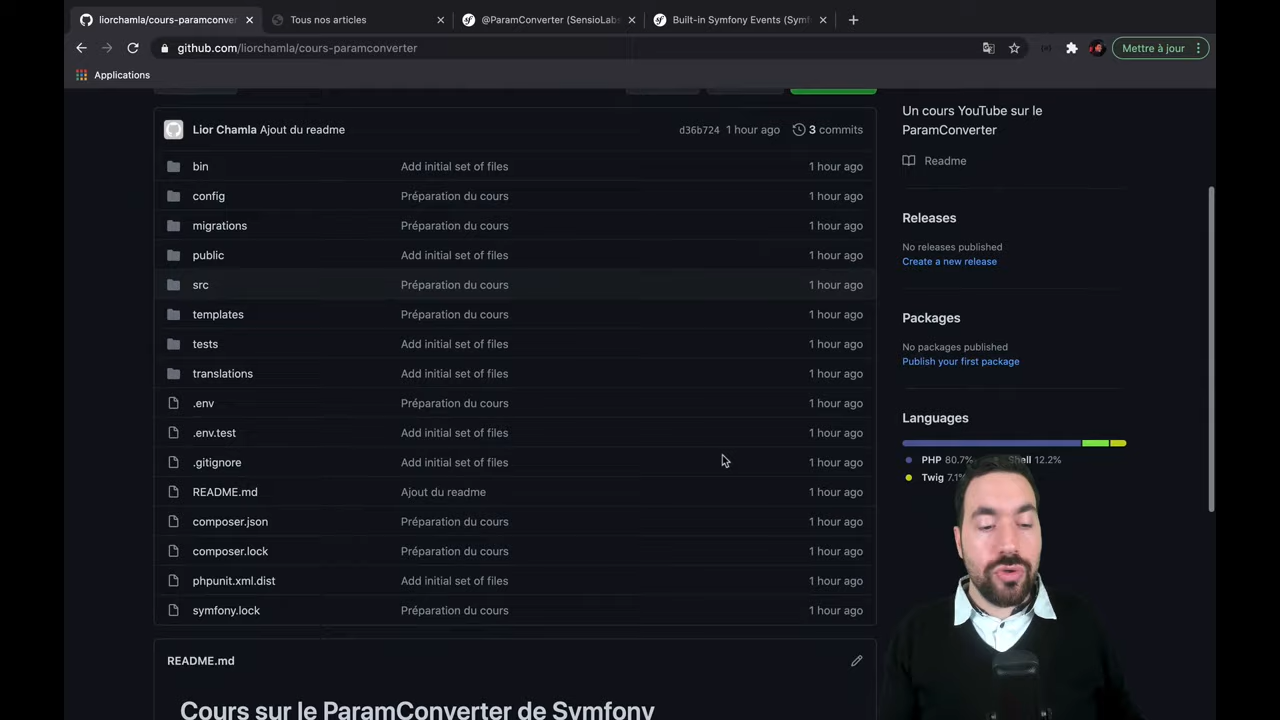 liorchamla/cours-paramconver
Tous nos articles
@ParamConverter (SensioLabs
Built-in Symfony Events (Symf
github.com/liorchamla/cours-paramconverter
Mettre à jour
Applications
Lior Chamla Ajout du readme d36b724 1 hour ago 3 commits
bin Add initial set of files 1 hour ago
config Préparation du cours 1 hour ago
migrations Préparation du cours 1 hour ago
public Add initial set of files 1 hour ago
src Préparation du cours 1 hour ago
templates Préparation du cours 1 hour ago
tests Add initial set of files 1 hour ago
translations Add initial set of files 1 hour ago
.env Préparation du cours 1 hour ago
.env.test Add initial set of files 1 hour ago
.gitignore Add initial set of files 1 hour ago
README.md Ajout du readme 1 hour ago
composer.json Préparation du cours 1 hour ago
composer.lock Préparation du cours 1 hour ago
phpunit.xml.dist Add initial set of files 1 hour ago
symfony.lock Préparation du cours 1 hour ago
README.md
Cours sur le ParamConverter de Symfony
Un cours YouTube sur le
ParamConverter
Readme
Releases
No releases published
Create a new release
Packages
No packages published
Publish your first package
Languages
PHP 80.7% Shell 12.2%
Twig 7.1%